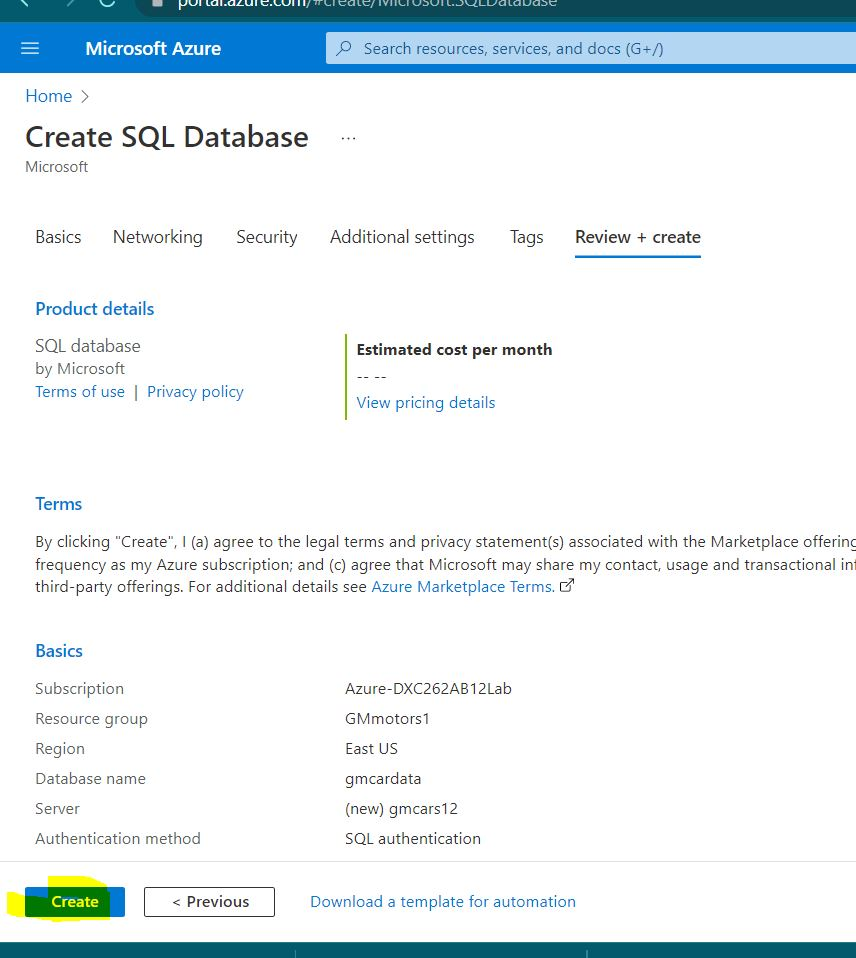 portal.azure.com/#create/Microsoft.SQLDatabase
Microsoft Azure
Search resources, services, and docs (G+/)
Home >
Create SQL Database ...
Microsoft
Basics Networking Security Additional settings Tags Review + create
Product details
SQL database
by Microsoft
Terms of use | Privacy policy
Estimated cost per month
-- --
View pricing details
Terms
By clicking "Create", I (a) agree to the legal terms and privacy statement(s) associated with the Marketplace offering
frequency as my Azure subscription; and (c) agree that Microsoft may share my contact, usage and transactional
third-party offerings. For additional details see Azure Marketplace Terms.
Basics
Subscription Azure-DXC262AB12Lab
Resource group GMmotors1
Region East US
Database name gmcardata
Server (new) gmcars12
Authentication method SQL authentication
Create < Previous Download a template for automation